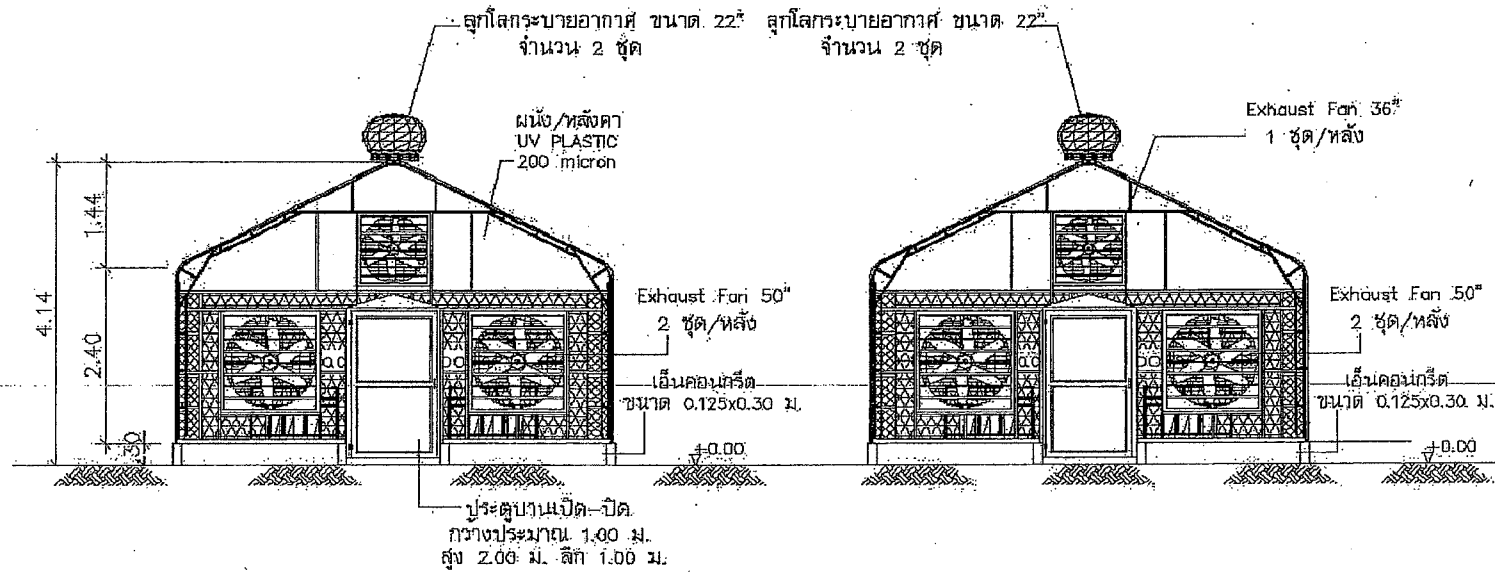 ลูกโลกระบายอากาศ ขนาด 22"
จำนวน 2 ชุด
ลูกโลกระบายอากาศ ขนาด 22"
จำนวน 2 ชุด
ผนัง/หลังคา
UV PLASTIC
200 micron
Exhaust Fan 36"
1 ชุด/หลัง
1.44
4.14
2.40
.30
Exhaust Fan 50"
2 ชุด/หลัง
Exhaust Fan 50"
2 ชุด/หลัง
เอ็นคอนกรีต
ขนาด 0.125x0.30 ม.
เอ็นคอนกรีต
ขนาด 0.125x0.30 ม.
+0.00
+0.00
ประตูบานเปิด-ปิด
กว้างประมาณ 1.00 ม.
สูง 2.00 ม. ลึก 1.00 ม.